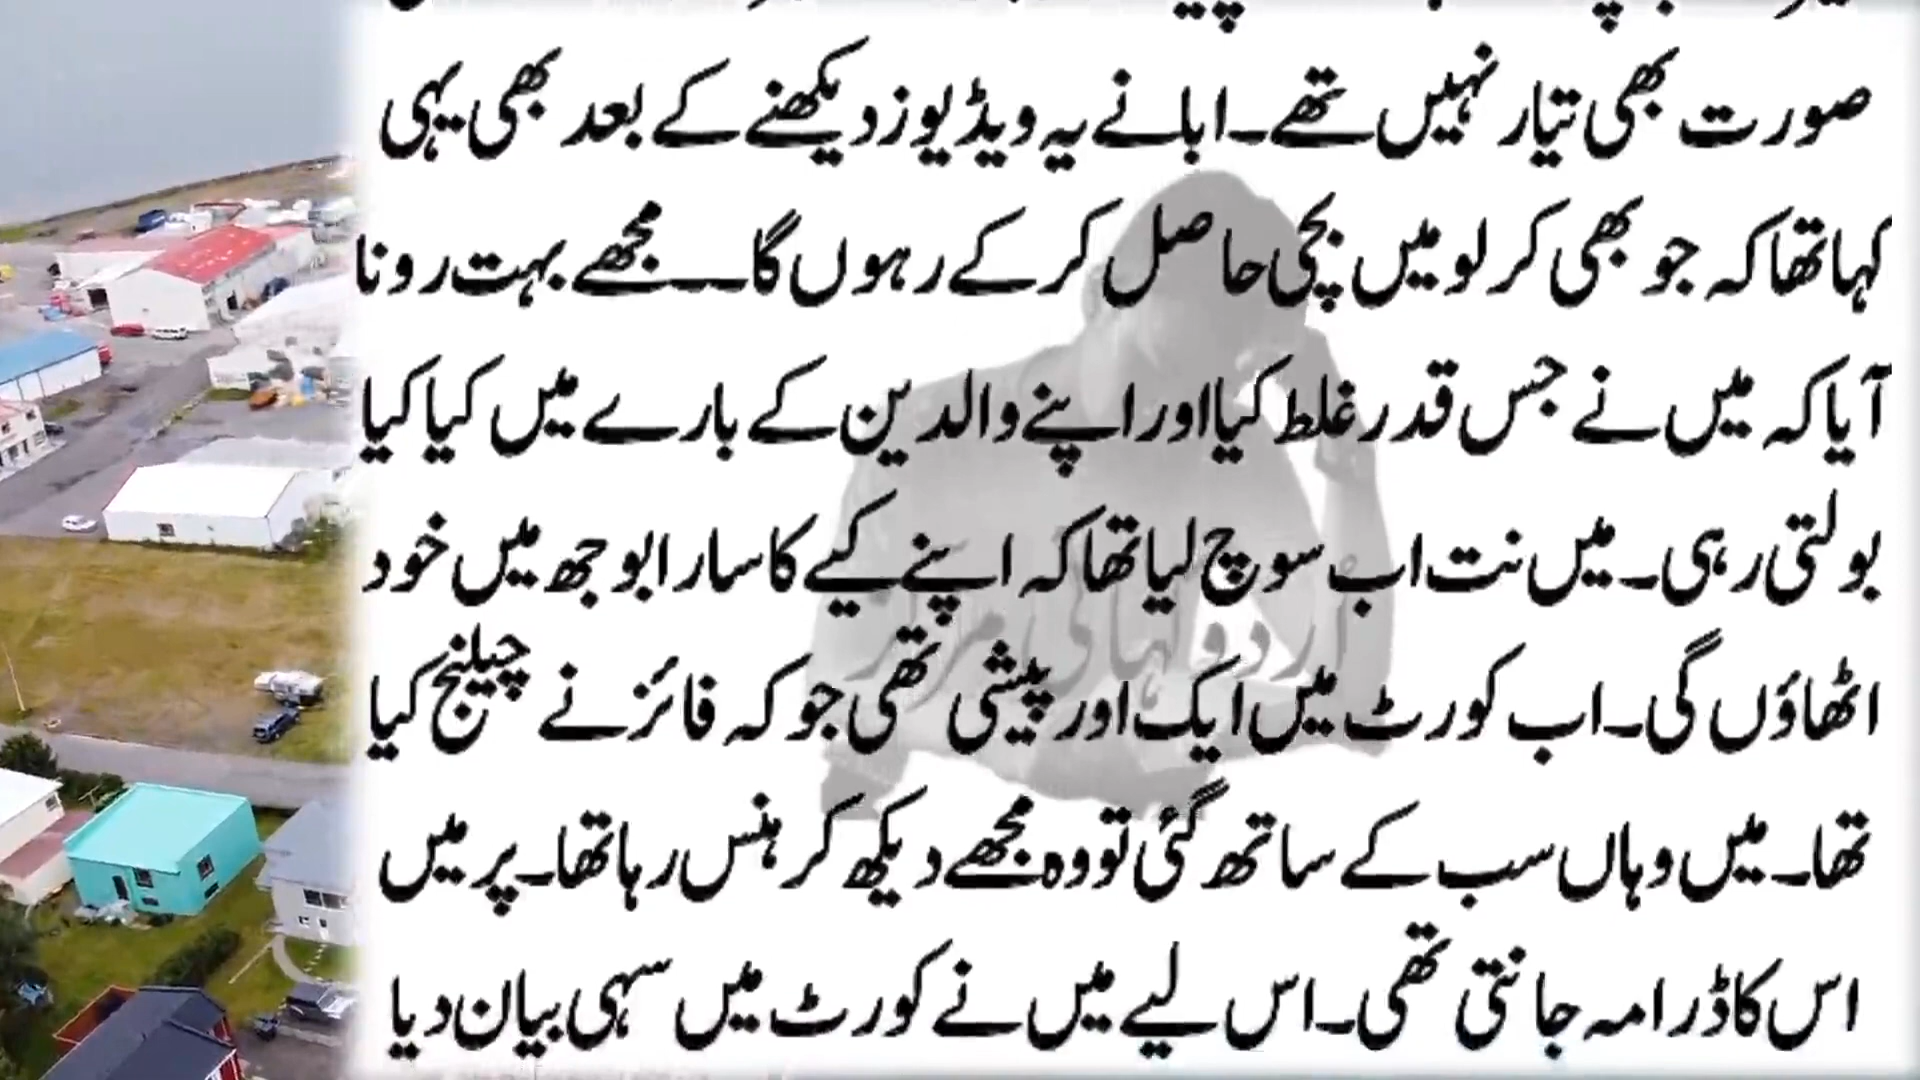 صورت بھی تیار نہیں تھے۔ ابا نے یہ ویڈیوز دیکھنے کے بعد بھی یہی
کہا تھا کہ جو بھی کر لو میں بچی حاصل کر کے رہوں گا۔۔ مجھے بہت رونا
آیا کہ میں نے جس قدر غلط کیا اور اپنے والدین کے بارے میں کیا کیا
بولتی رہی۔ میں نت اب سوچ لیا تھا کہ اپنے کیے کا سارا بوجھ میں خود
اٹھاؤں گی۔ اب کورٹ میں ایک اور پیشی تھی جو کہ فائز نے چیلنج کیا
تھا۔ میں وہاں سب کے ساتھ گئی تو وہ مجھے دیکھ کر ہنس رہا تھا۔ پر میں
اس کا ڈرامہ جانتی تھی۔ اس لیے میں نے کورٹ میں سہی بیان دیا